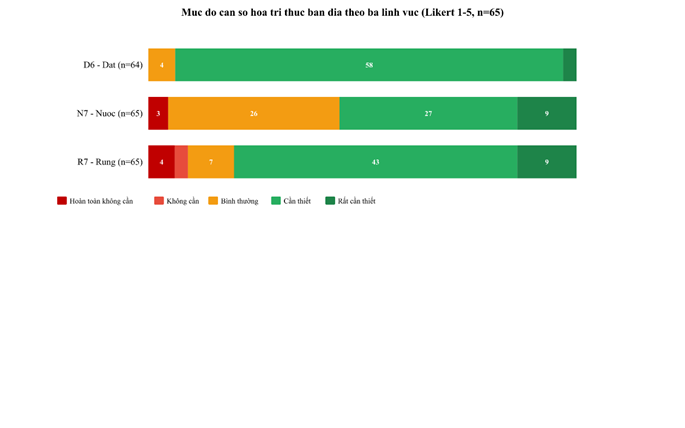 Muc do can so hoa tri thuc ban dia theo ba linh vuc (Likert 1-5, n=65)
D6 - Dat (n=64)
4
58
N7 - Nuoc (n=65)
3
26
27
9
R7 - Rung (n=65)
4
7
43
9
Hoàn toàn không cần
Không cần
Bình thường
Cần thiết
Rất cần thiết